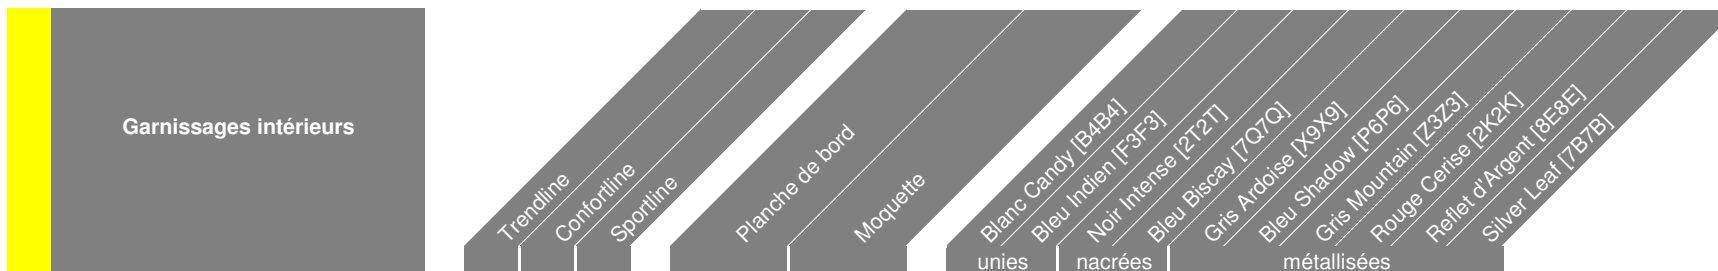 Garnissages intérieurs
Trendline
Confortline
Sportline
Planche de bord
Moquette
Blanc Candy [B4B4]
Bleu Indien [F3F3]
Noir Intense [2T2T]
Bleu Biscay [7Q7Q]
Gris Ardoise [X9X9]
Bleu Shadow [P6P6]
Gris Mountain [Z3Z3]
Rouge Cerise [2K2K]
Reflet d'Argent [8E8E]
Silver Leaf [7B7B]
unies
nacrées
métallisées